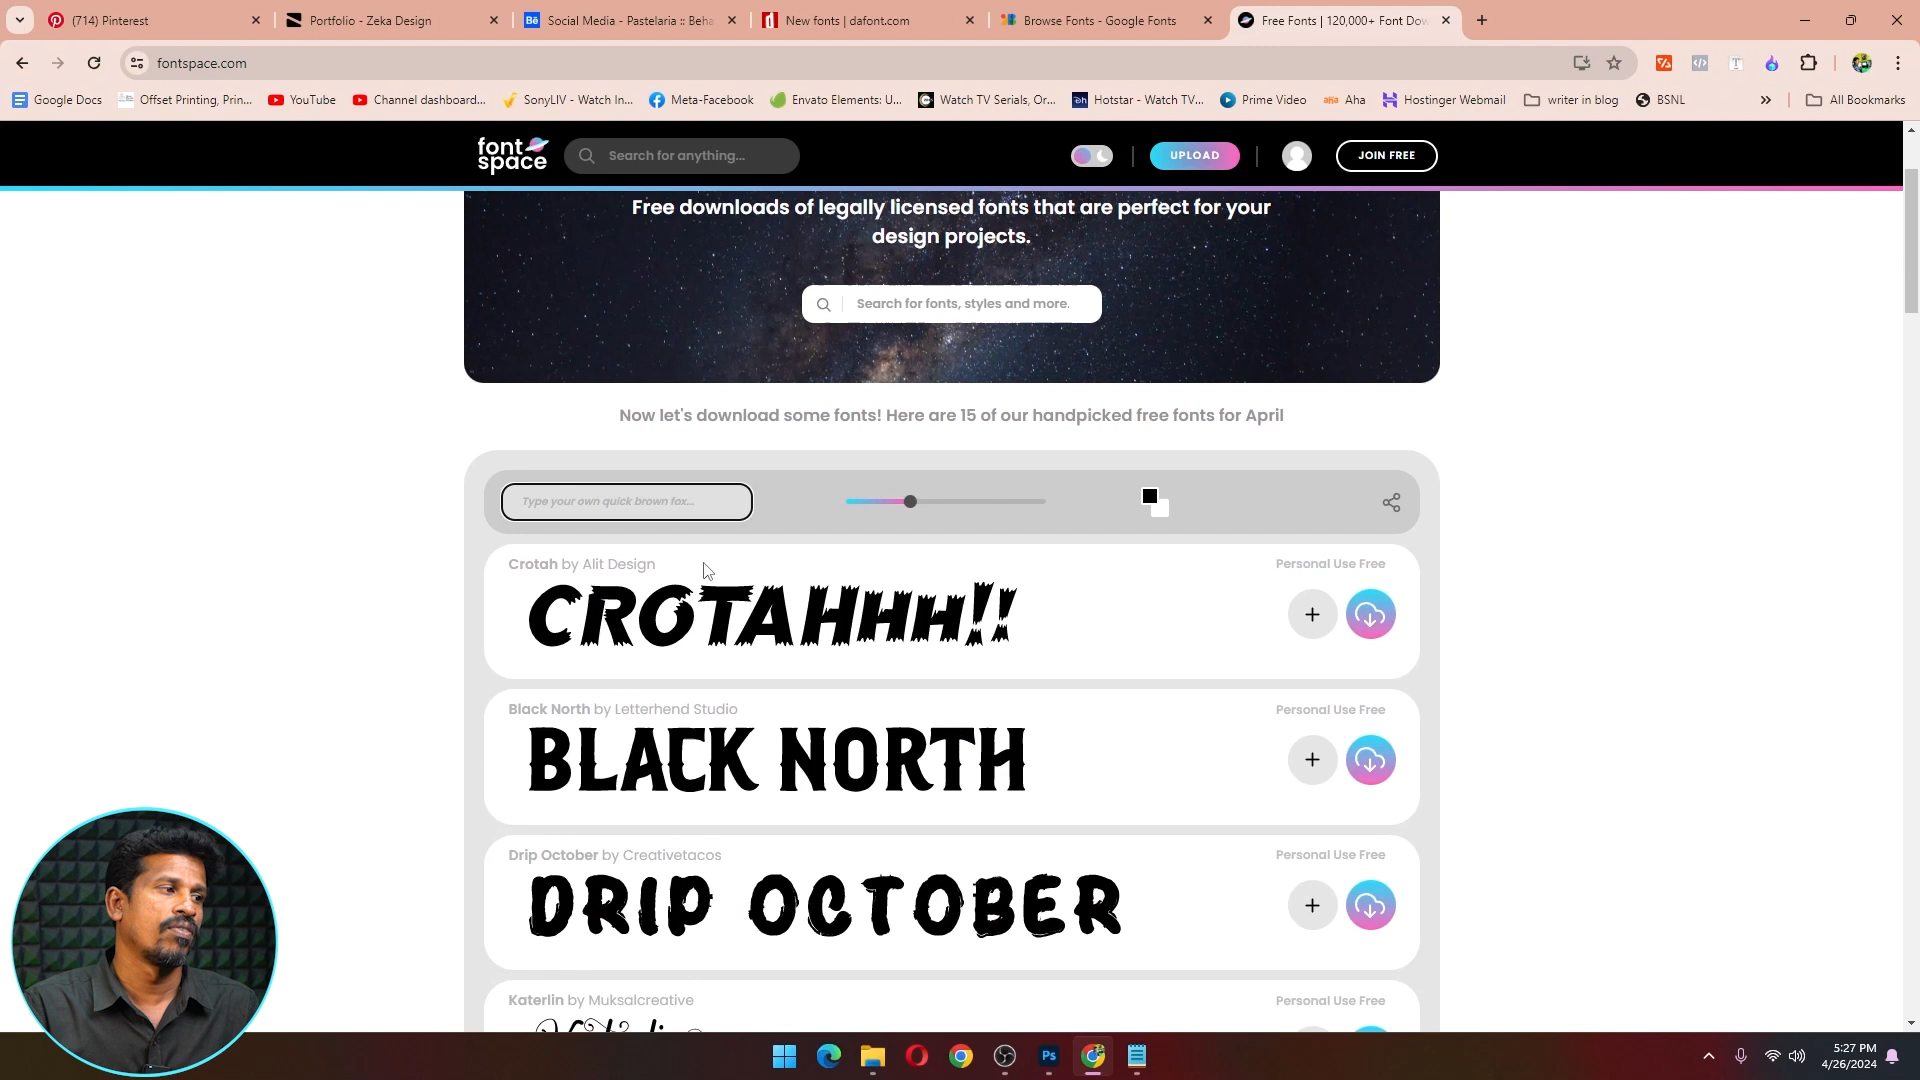 (714) Pinterest
Portfolio - Zeka Design
Social Media - Pastelaria :: Beha
New fonts | dafont.com
Browse Fonts - Google Fonts
Free Fonts | 120,000+ Font Dow
fontspace.com
Google Docs
Offset Printing, Prin...
YouTube
Channel dashboard...
SonyLIV - Watch In...
Meta-Facebook
Envato Elements: U...
Watch TV Serials, Or...
Hotstar - Watch TV...
Prime Video
aha Aha
Hostinger Webmail
writer in blog
BSNL
All Bookmarks
font
space
Search for anything...
UPLOAD
JOIN FREE
Free downloads of legally licensed fonts that are perfect for your
design projects.
Search for fonts, styles and more.
Now let's download some fonts! Here are 15 of our handpicked free fonts for April
Type your own quick brown fox...
Crotah by Alit Design
Personal Use Free
CROTAHHH!!
Black North by Letterhend Studio
Personal Use Free
BLACK NORTH
Drip October by Creativetacos
Personal Use Free
DRIP OCTOBER
Katerlin by Muksalcreative
Personal Use Free
Ps
5:27 PM
4/26/2024